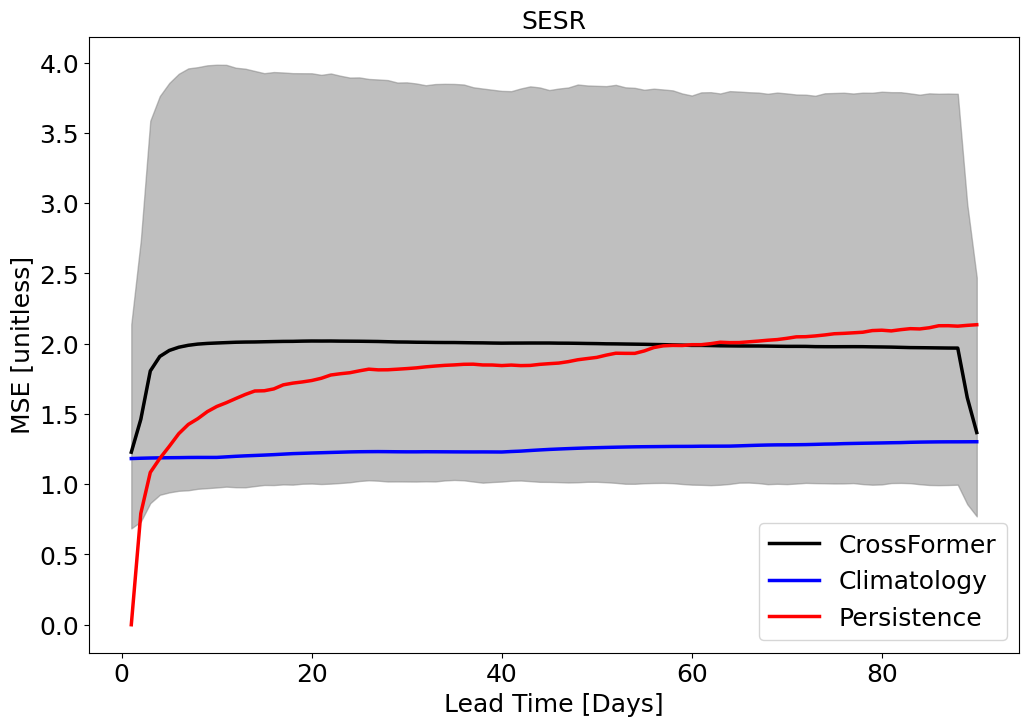 SESR
MSE [unitless]
4.0
3.5
3.0
2.5
2.0
1.5
1.0
0.5
0.0
0 20 40 60 80
Lead Time [Days]
CrossFormer
Climatology
Persistence